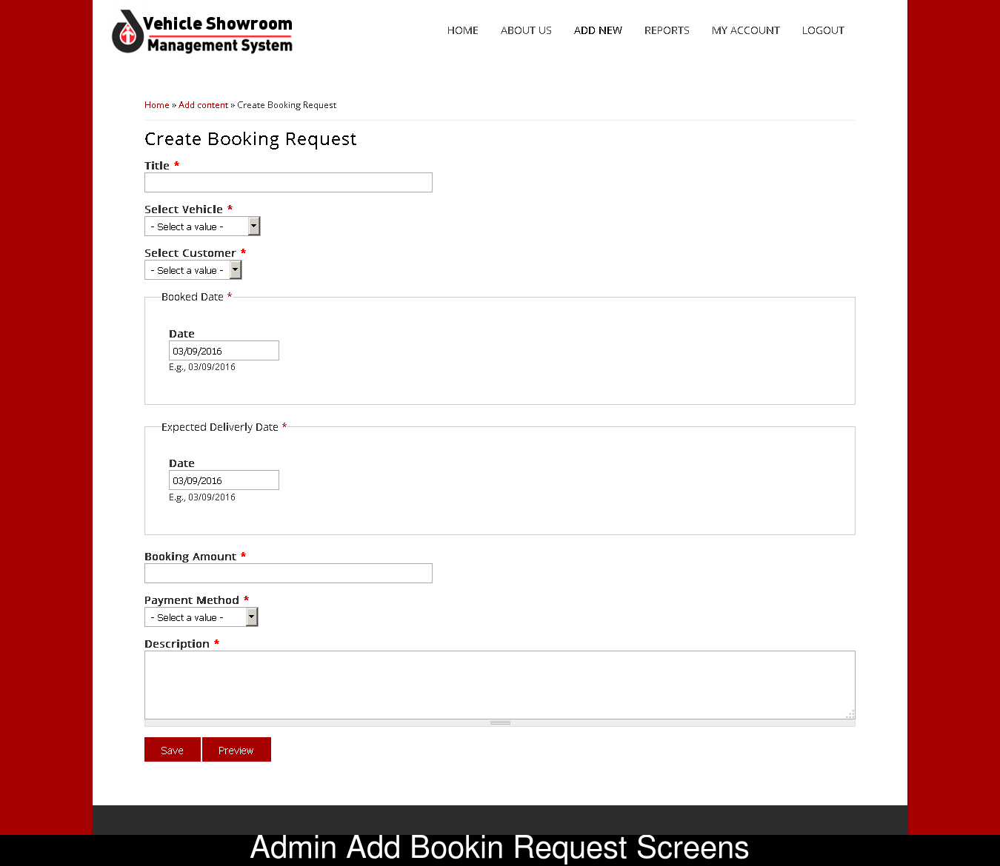 Vehicle Showroom
Management System
HOME ABOUT US ADD NEW REPORTS MY ACCOUNT LOGOUT
Home » Add content » Create Booking Request
Create Booking Request
Title *
Select Vehicle *
- Select a value -
Select Customer *
- Select a value -
Booked Date *
Date
03/09/2016
E.g., 03/09/2016
Expected Deliverly Date *
Date
03/09/2016
E.g., 03/09/2016
Booking Amount *
Payment Method *
- Select a value -
Description *
Save Preview
Admin Add Bookin Request Screens